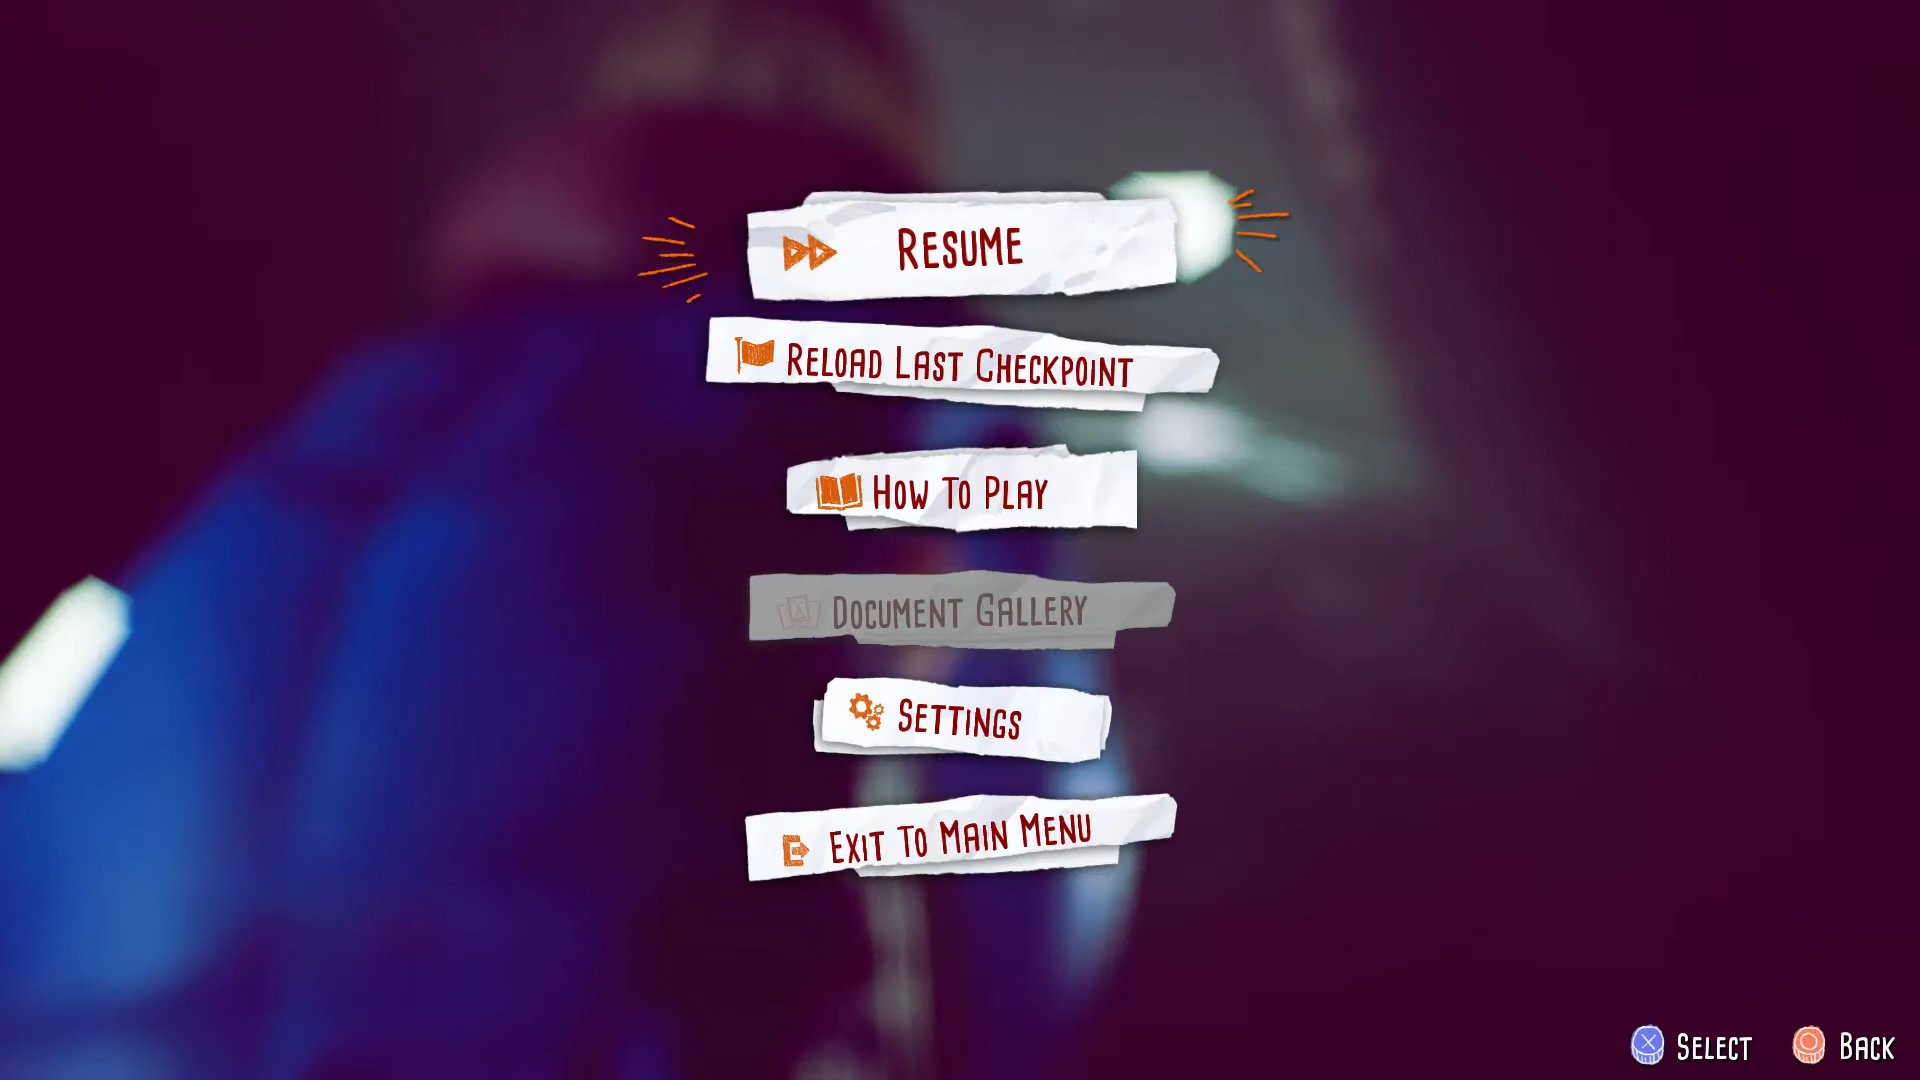 Resume
Reload Last Checkpoint
How To Play
Document Gallery
Settings
Exit To Main Menu
Select
Back